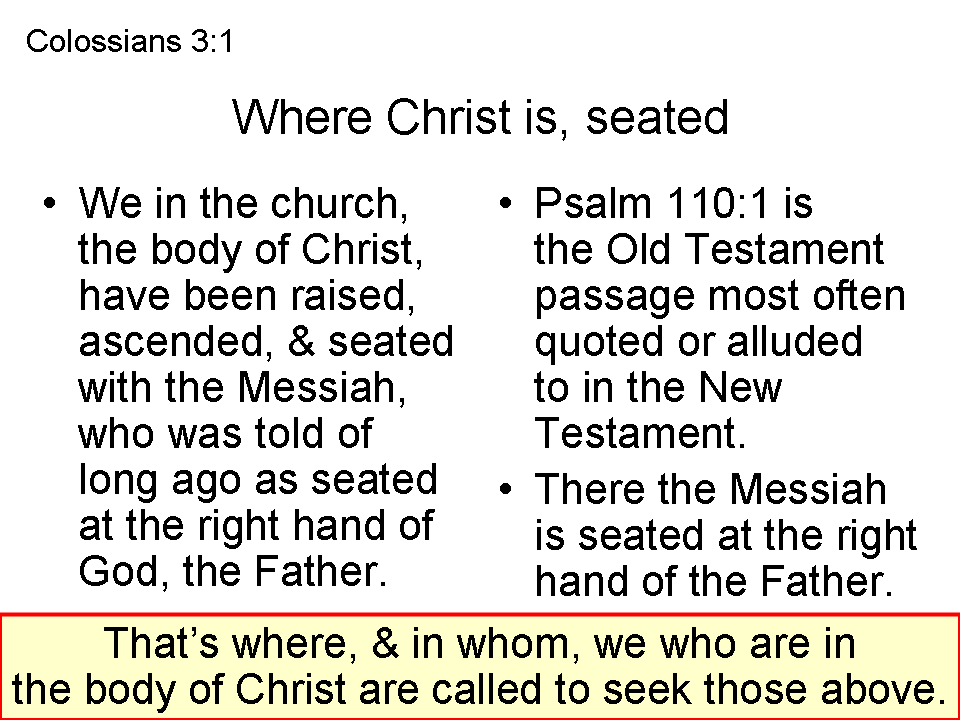 Colossians 3:1
Where Christ is, seated
• We in the church,
the body of Christ,
have been raised,
ascended, & seated
with the Messiah,
who was told of
long ago as seated
at the right hand of
God, the Father.
• Psalm 110:1 is
the Old Testament
passage most often
quoted or alluded
to in the New
Testament.
• There the Messiah
is seated at the right
hand of the Father.
That’s where, & in whom, we who are in
the body of Christ are called to seek those above.